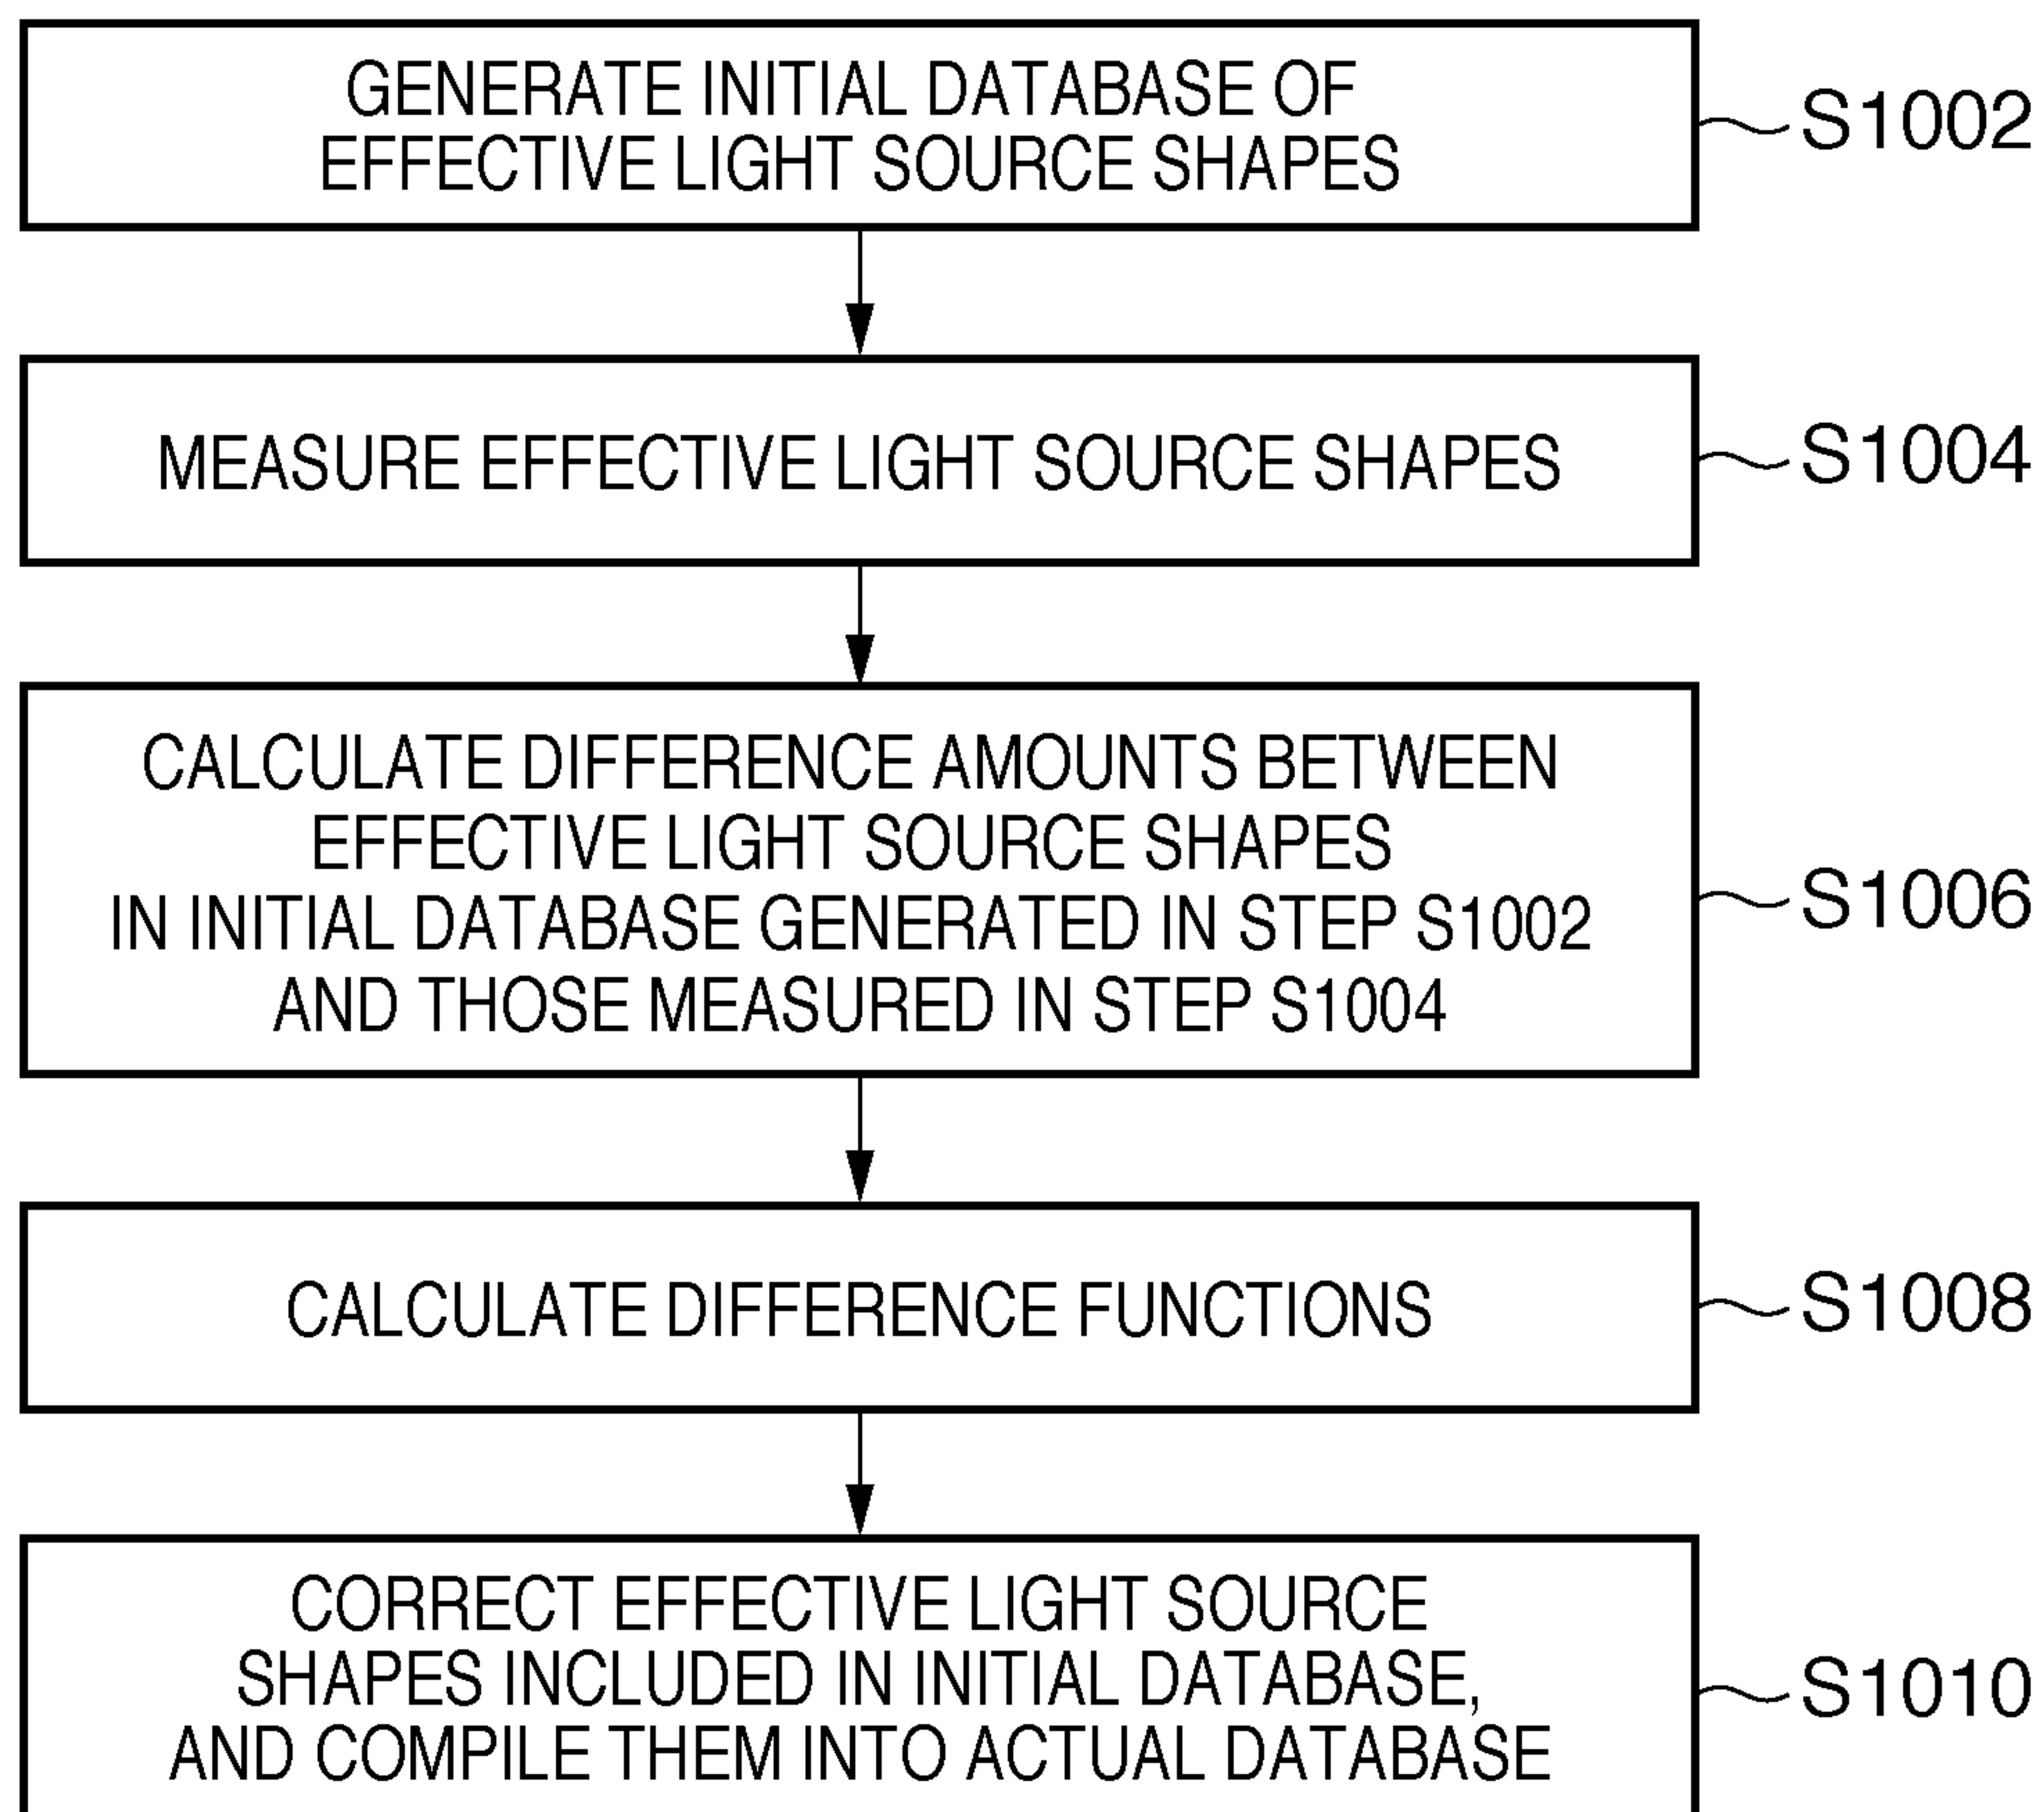 GENERATE INITIAL DATABASE OF
EFFECTIVE LIGHT SOURCE SHAPES
S1002
MEASURE EFFECTIVE LIGHT SOURCE SHAPES
S1004
CALCULATE DIFFERENCE AMOUNTS BETWEEN
EFFECTIVE LIGHT SOURCE SHAPES
IN INITIAL DATABASE GENERATED IN STEP S1002
AND THOSE MEASURED IN STEP S1004
S1006
CALCULATE DIFFERENCE FUNCTIONS
S1008
CORRECT EFFECTIVE LIGHT SOURCE
SHAPES INCLUDED IN INITIAL DATABASE,
AND COMPILE THEM INTO ACTUAL DATABASE
S1010